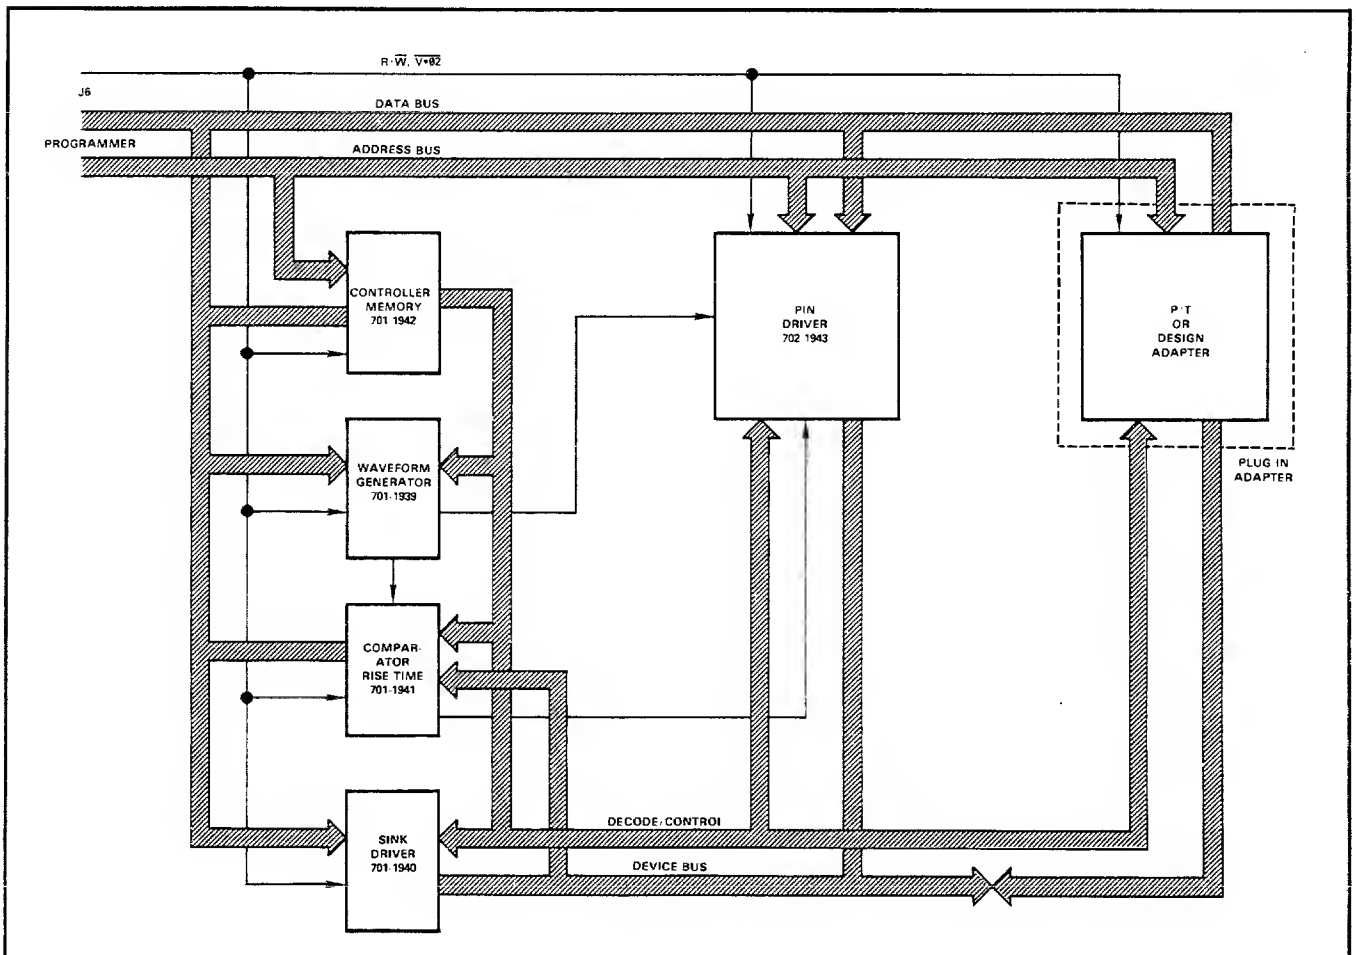 R·W̅, V̅•̅0̅2̅
J6
DATA BUS
PROGRAMMER
ADDRESS BUS
CONTROLLER
MEMORY
701 1942
PIN
DRIVER
702 1943
P·T
OR
DESIGN
ADAPTER
WAVEFORM
GENERATOR
701-1939
PLUG IN
ADAPTER
COMPAR-
ATOR
RISE TIME
701-1941
SINK
DRIVER
701-1940
DECODE/CONTROL
DEVICE BUS